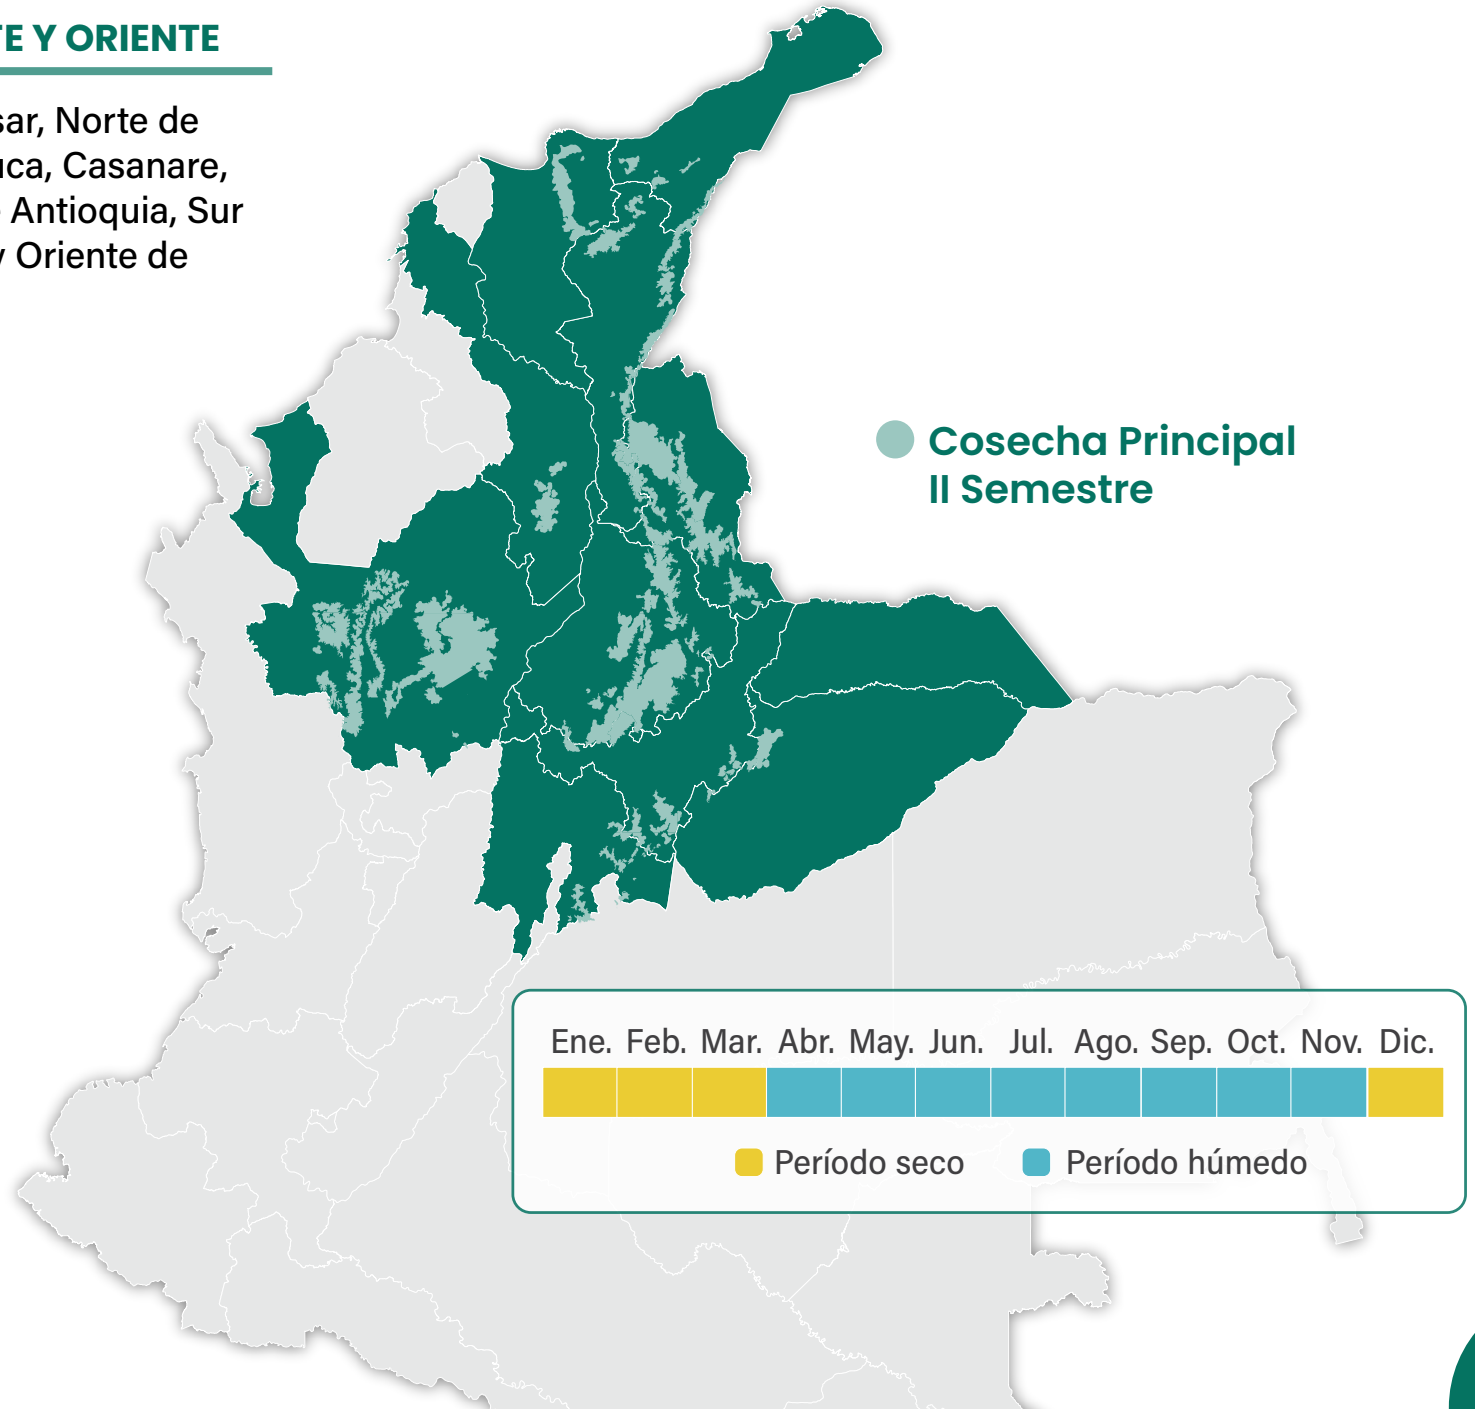 TE Y ORIENTE
sar, Norte de
uca, Casanare,
Antioquia, Sur
y Oriente de
Cosecha Principal
II Semestre
Ene. Feb. Mar. Abr. May. Jun. Jul. Ago. Sep. Oct. Nov. Dic.
Período seco Período húmedo